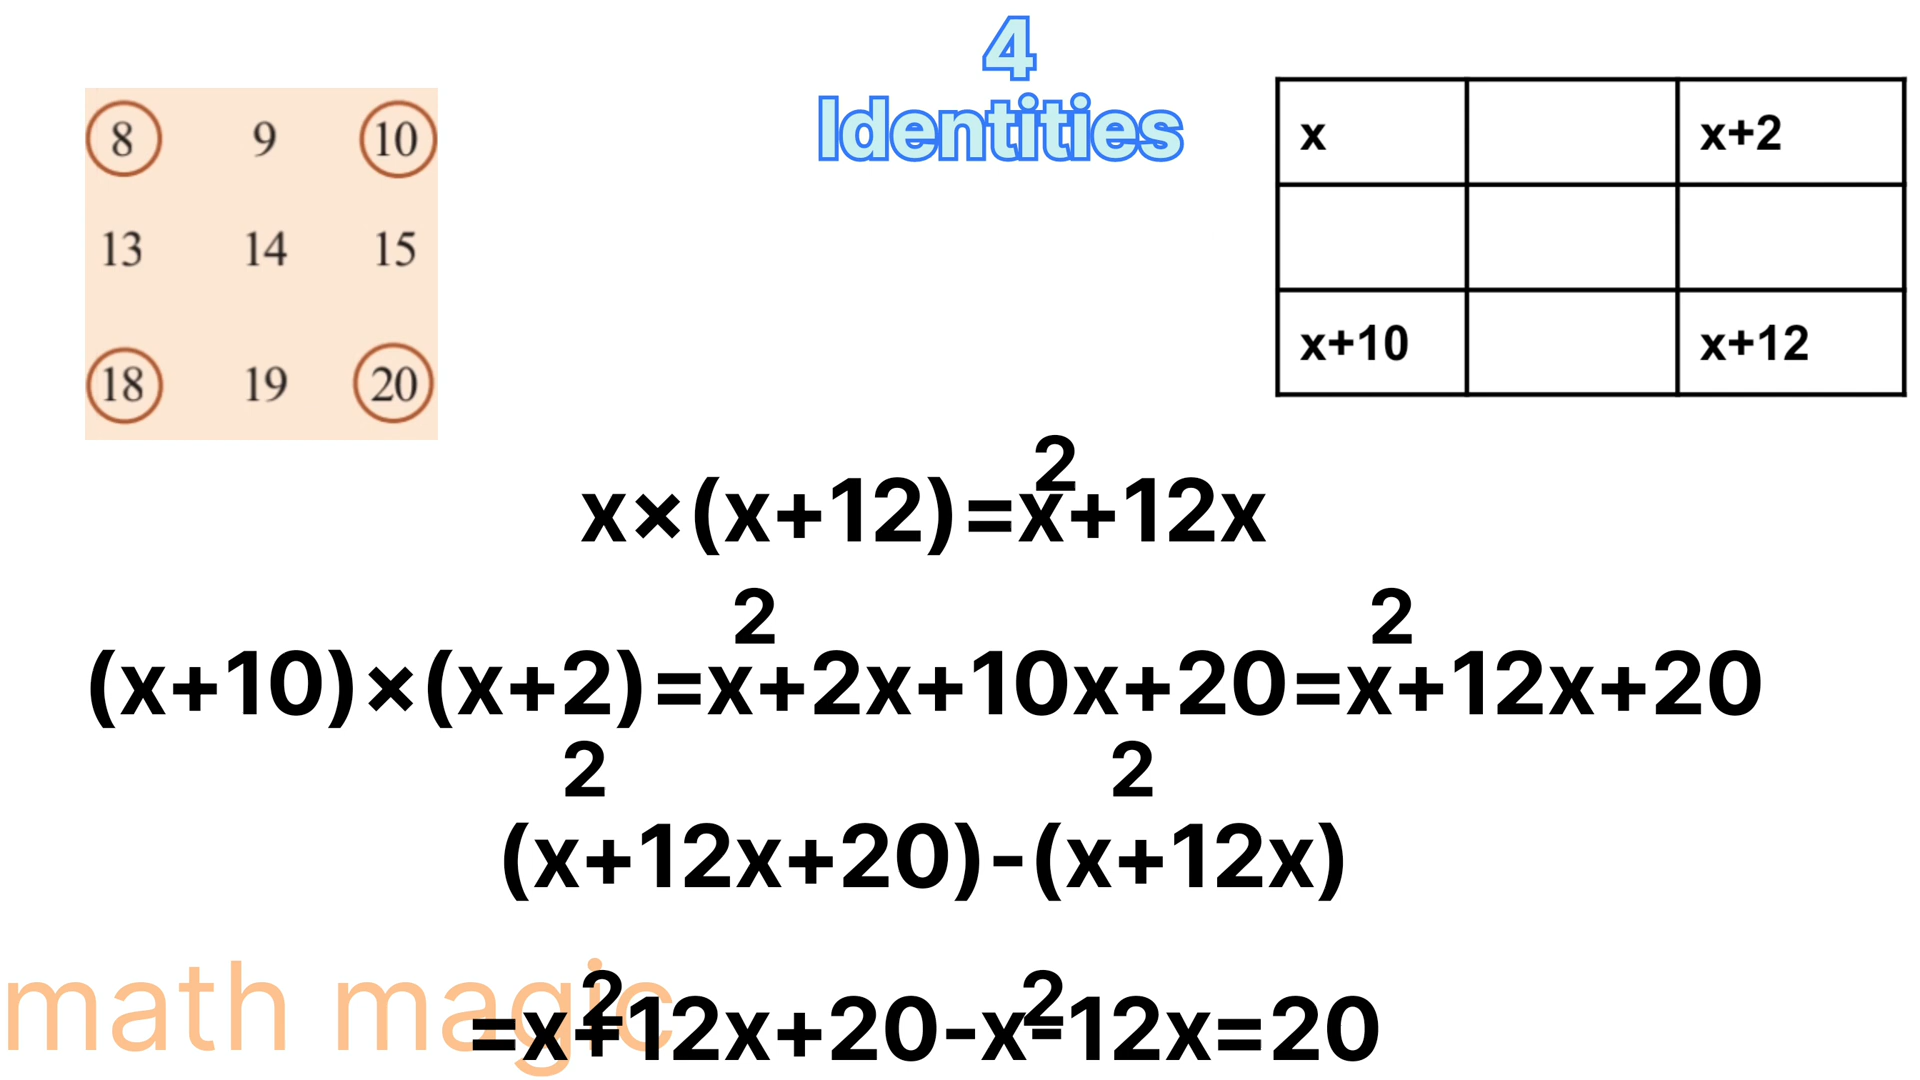 4
Identities
8 9 10
13 14 15
18 19 20
x x+2
x+10 x+12
x×(x+12)=x²+12x
(x+10)×(x+2)=x²+2x+10x+20=x²+12x+20
(x²+12x+20)-(x²+12x)
=x²+12x+20-x²-12x=20
math magic